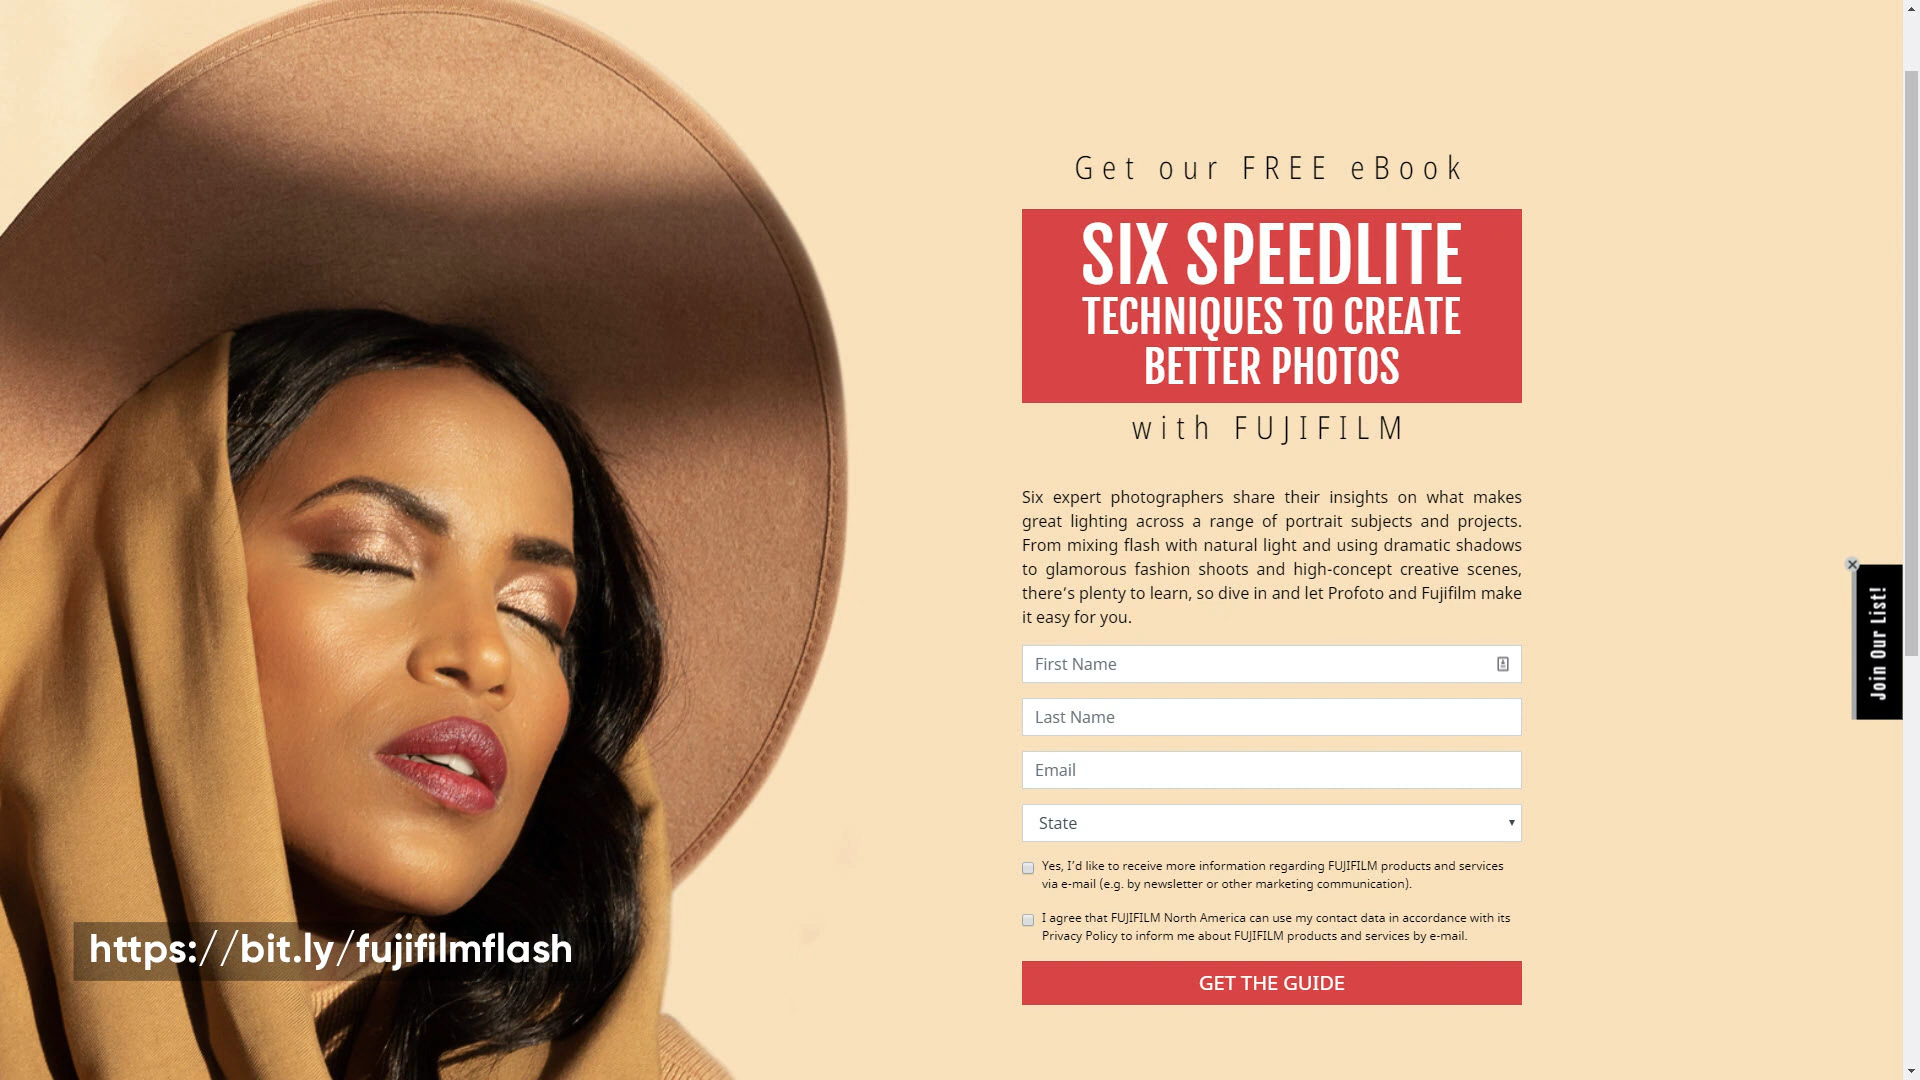 Get our FREE eBook
SIX SPEEDLITE
TECHNIQUES TO CREATE
BETTER PHOTOS
with FUJIFILM
Six expert photographers share their insights on what makes
great lighting across a range of portrait subjects and projects.
From mixing flash with natural light and using dramatic shadows
to glamorous fashion shoots and high-concept creative scenes,
there's plenty to learn, so dive in and let Profoto and Fujifilm make
it easy for you.
First Name
Last Name
Email
State
Yes, I'd like to receive more information regarding FUJIFILM products and services
via e-mail (e.g. by newsletter or other marketing communication).
I agree that FUJIFILM North America can use my contact data in accordance with its
Privacy Policy to inform me about FUJIFILM products and services by e-mail.
GET THE GUIDE
Join Our List!
https://bit.ly/fujifilmflash